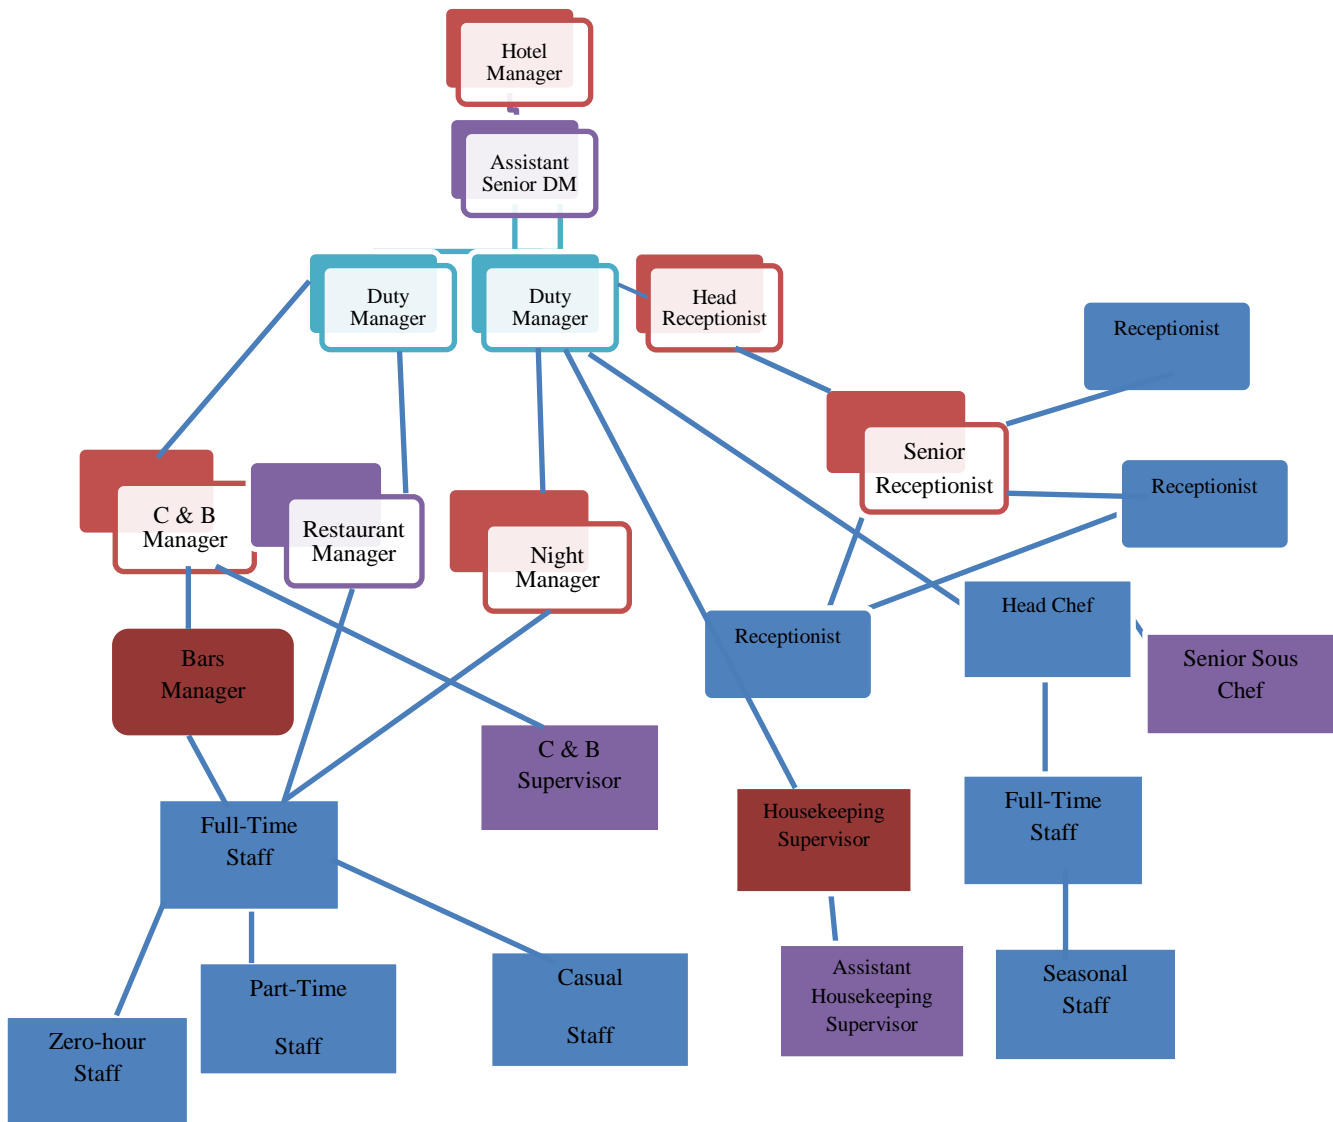 Hotel
Manager
Assistant
Senior DM
Duty
Manager
Duty
Manager
Head
Receptionist
Receptionist
Senior
Receptionist
Receptionist
C & B
Manager
Restaurant
Manager
Night
Manager
Head Chef
Receptionist
Bars
Manager
Senior Sous
Chef
C & B
Supervisor
Full-Time
Staff
Housekeeping
Supervisor
Full-Time
Staff
Part-Time
Staff
Casual
Staff
Assistant
Housekeeping
Supervisor
Seasonal
Staff
Zero-hour
Staff